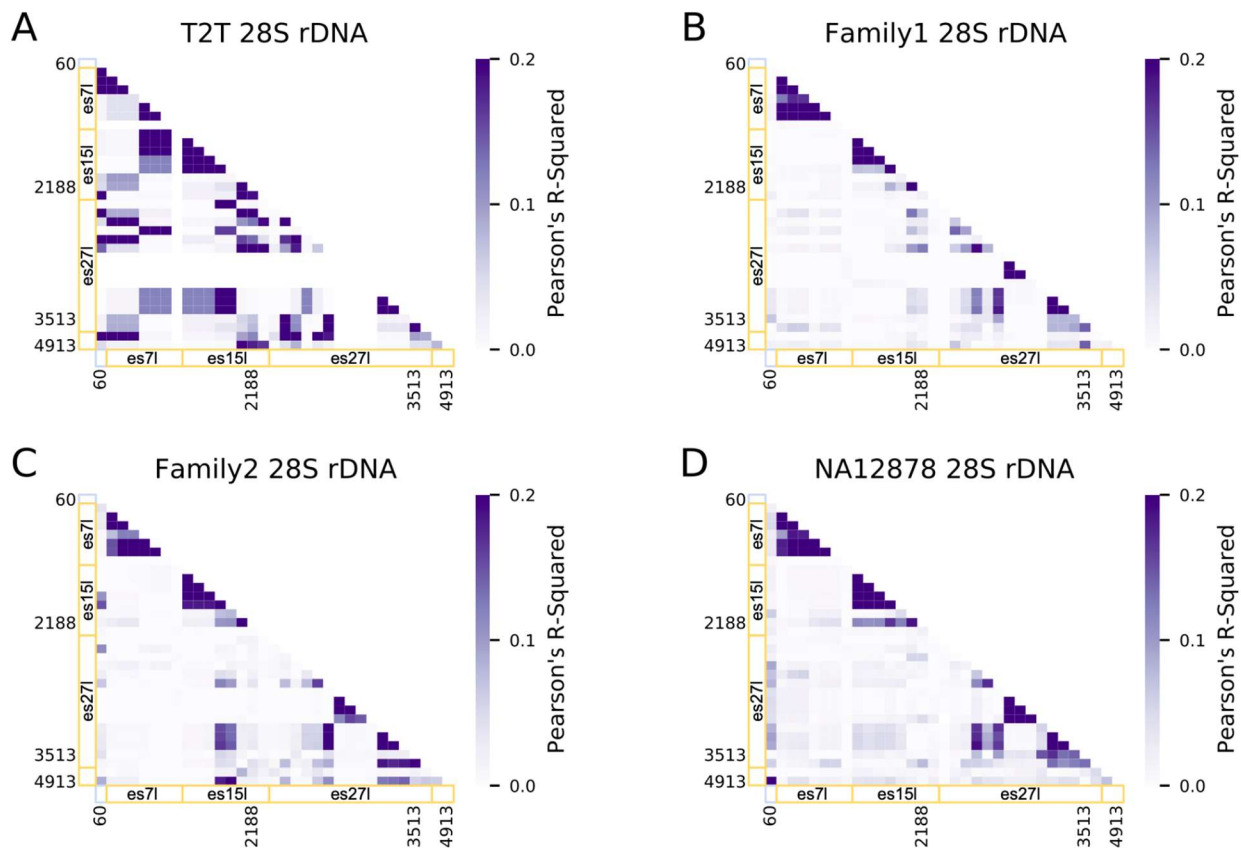 A
T2T 28S rDNA
60
es7l
es15l
2188
es27l
3513
4913
es7l
es15l
es27l
60
2188
3513
4913
0.2
0.1
0.0
Pearson's R-Squared
B
Family1 28S rDNA
60
es7l
es15l
2188
es27l
3513
4913
es7l
es15l
es27l
60
2188
3513
4913
0.2
0.1
0.0
Pearson's R-Squared
C
Family2 28S rDNA
60
es7l
es15l
2188
es27l
3513
4913
es7l
es15l
es27l
60
2188
3513
4913
0.2
0.1
0.0
Pearson's R-Squared
D
NA12878 28S rDNA
60
es7l
es15l
2188
es27l
3513
4913
es7l
es15l
es27l
60
2188
3513
4913
0.2
0.1
0.0
Pearson's R-Squared